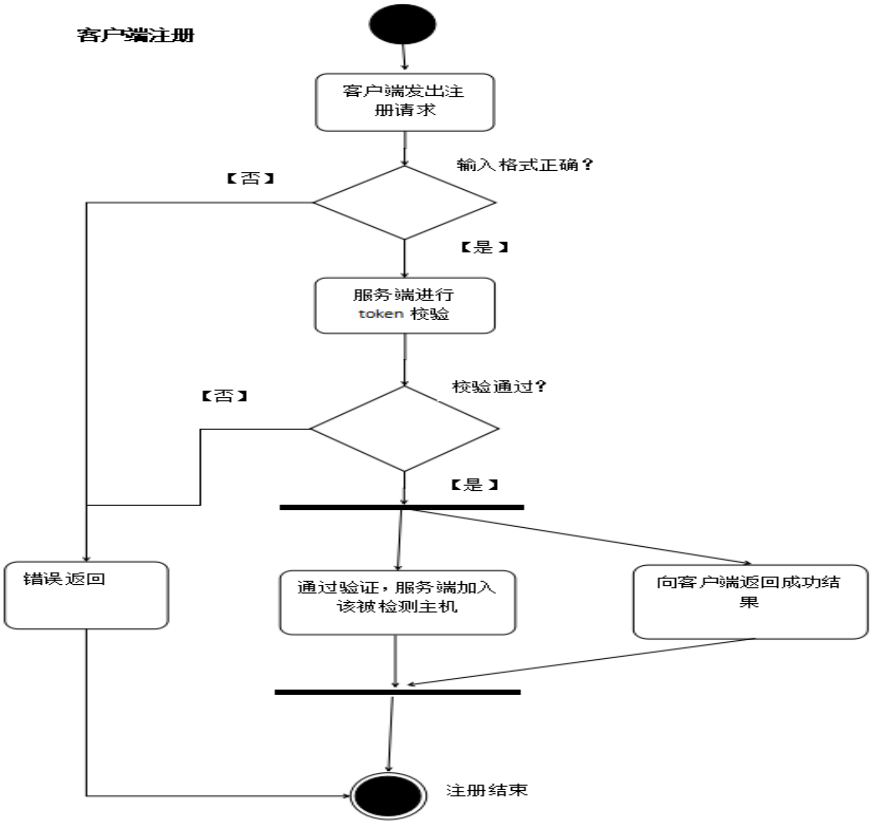 客户端注册
客户端发出注
册请求
输入格式正确？
【否】
【是】
服务端进行
token 校验
校验通过？
【否】
【是】
错误返回
通过验证，服务端加入
该被检测主机
向客户端返回成功结
果
注册结束